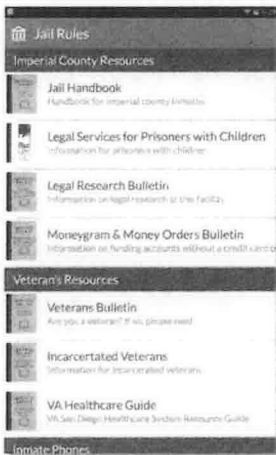 Jail Rules
Imperial County Resources
Jail Handbook
Handbook for imperial county inmates
Legal Services for Prisoners with Children
Information for prisoners with children
Legal Research Bulletin
Information on legal research at this facility
Moneygram & Money Orders Bulletin
Information on funding accounts without a credit card o
Veteran's Resources
Veterans Bulletin
Are you a veteran? If so, please read
Incarcertated Veterans
Information for incarcerated veterans
VA Healthcare Guide
VA San Diego Healthcare System Resource Guide
Inmate Phones